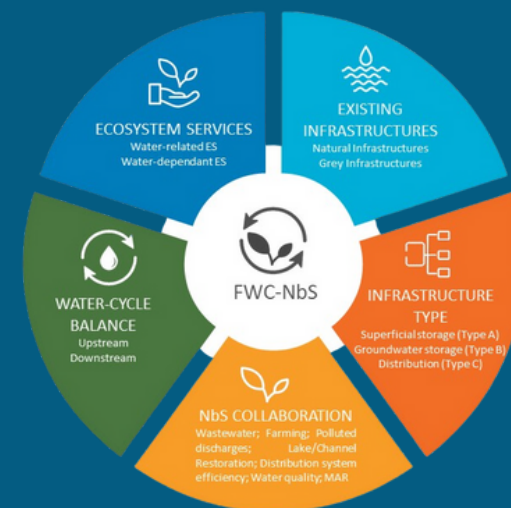 ECOSYSTEM SERVICES
Water-related ES
Water-dependant ES
EXISTING
INFRASTRUCTURES
Natural Infrastructures
Grey Infrastructures
FWC-NbS
WATER-CYCLE
BALANCE
Upstream
Downstream
INFRASTRUCTURE
TYPE
Superficial storage (Type A)
Groundwater storage (Type B)
Distribution (Type C)
NbS COLLABORATION
Wastewater; Farming; Polluted
discharges; Lake/Channel
Restoration; Distribution system
efficiency; Water quality; MAR